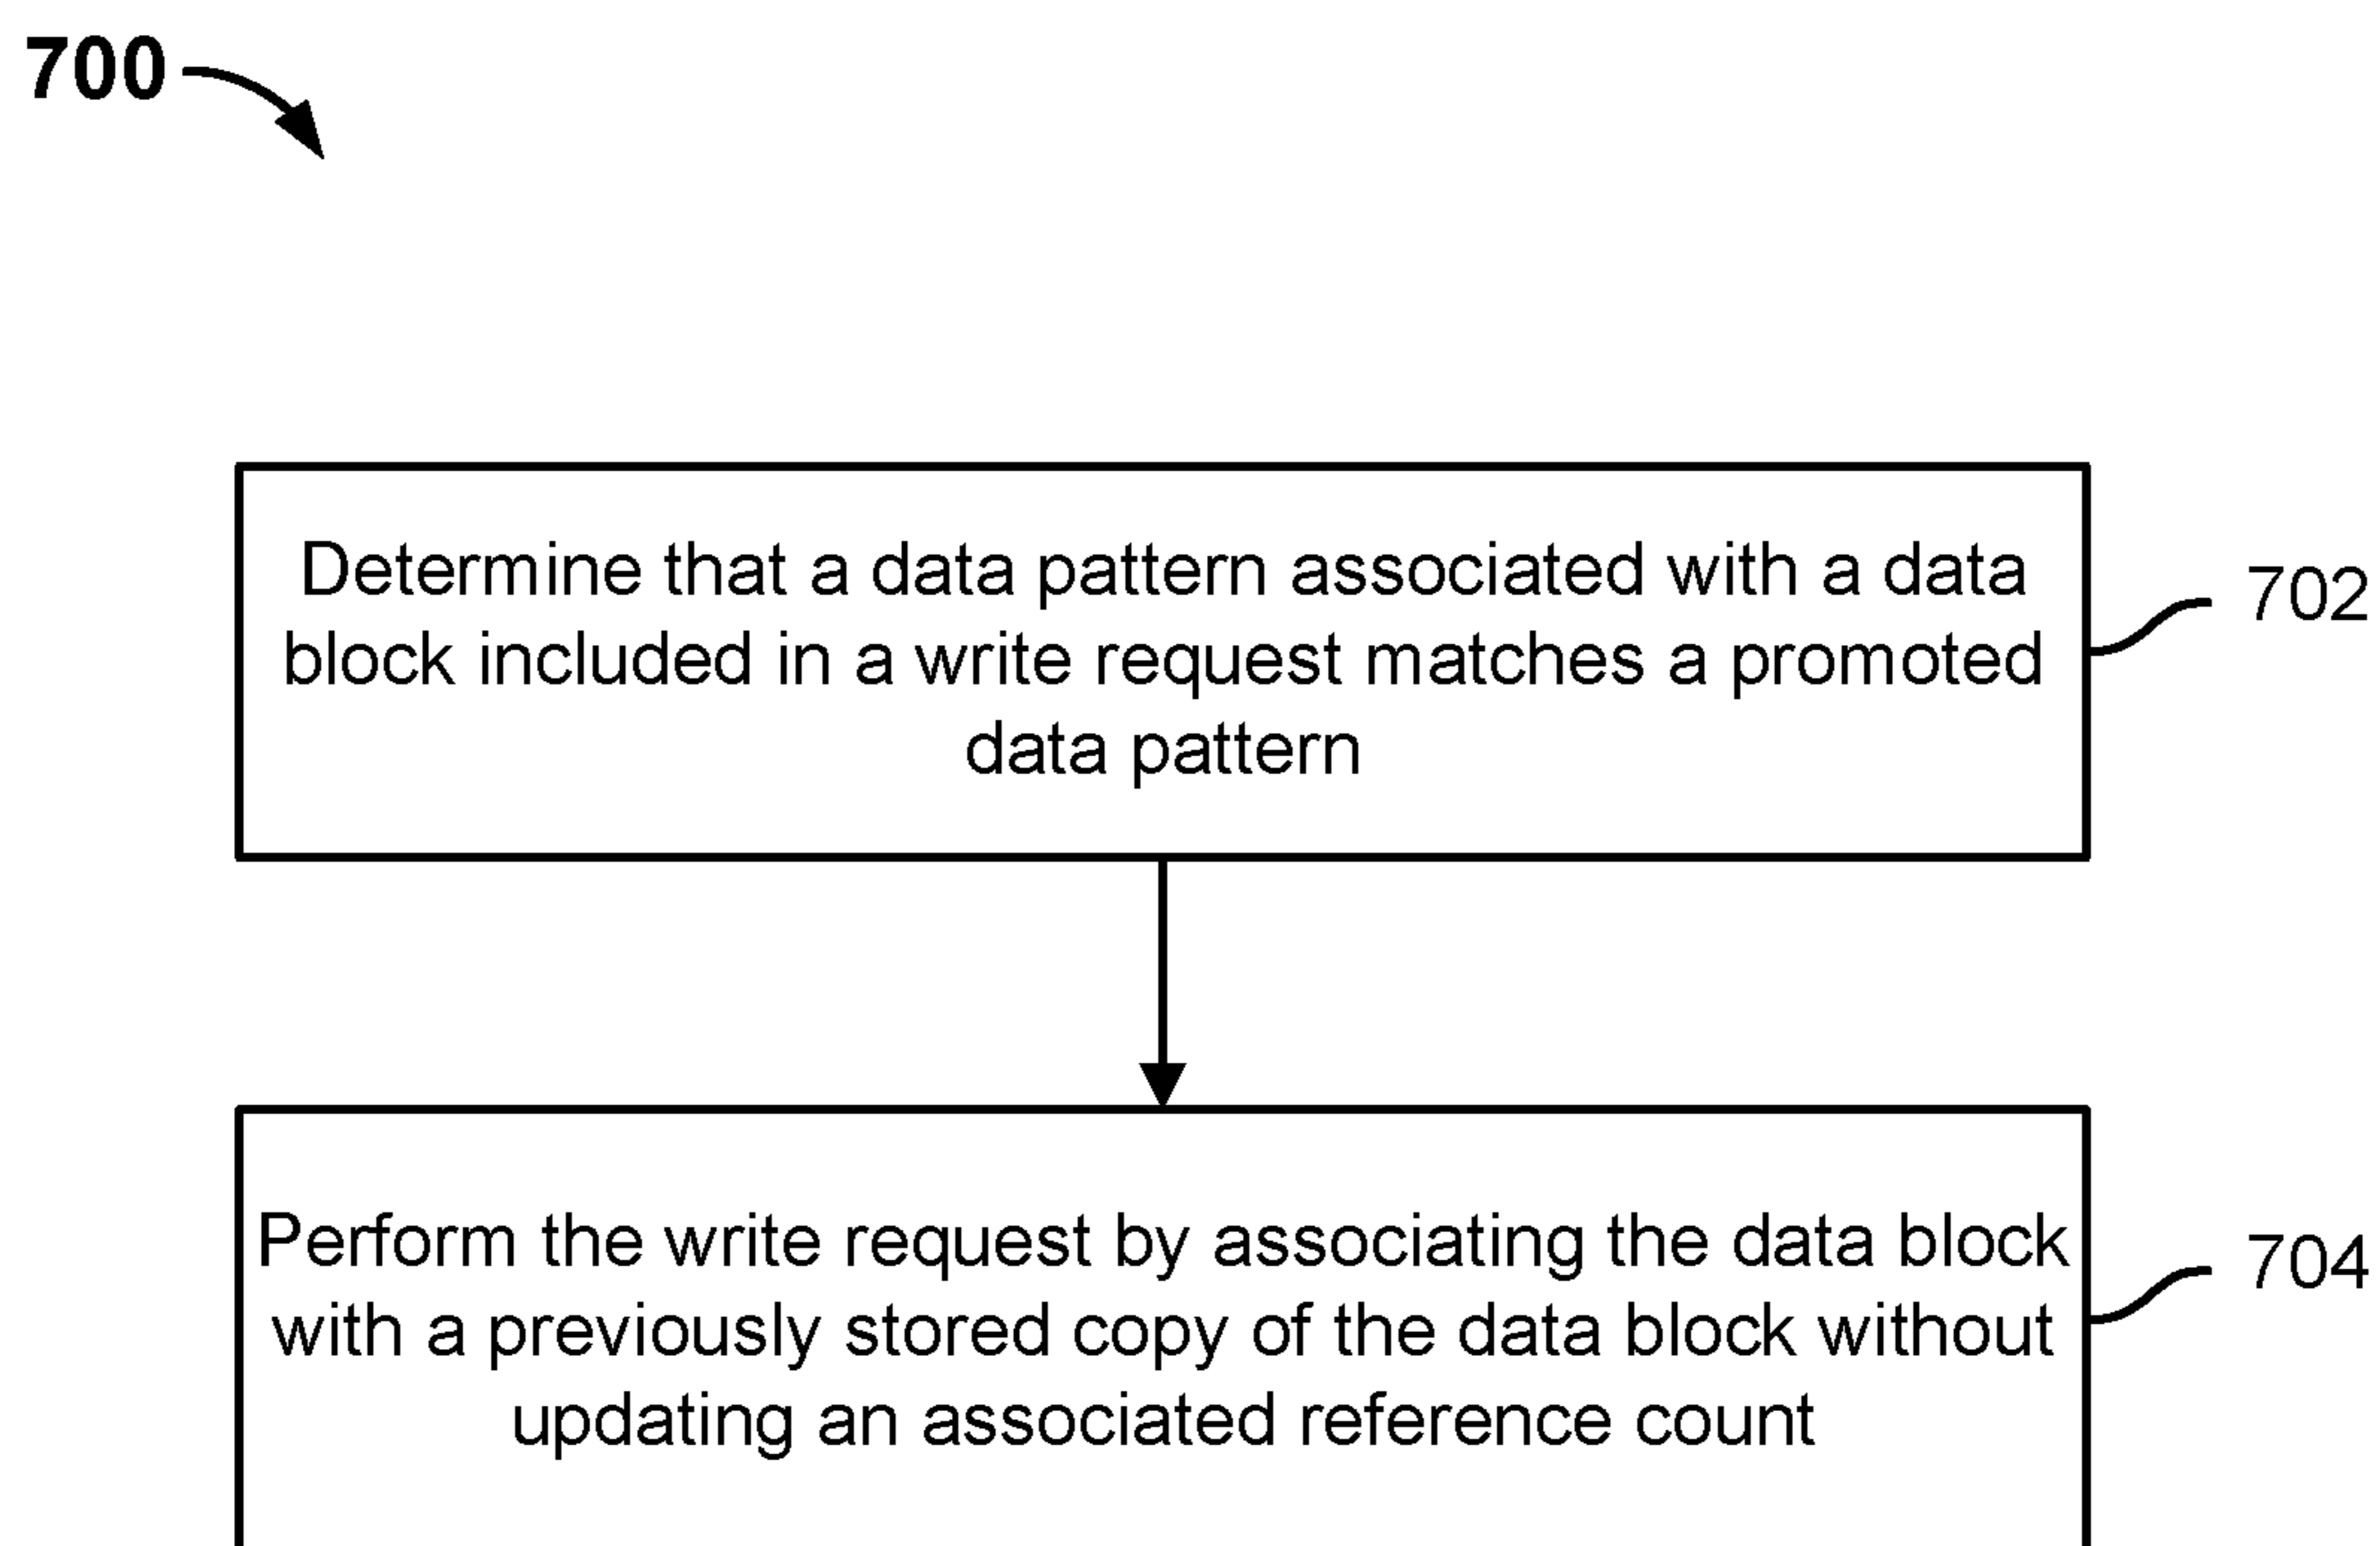 700
Determine that a data pattern associated with a data
block included in a write request matches a promoted
data pattern
702
Perform the write request by associating the data block
with a previously stored copy of the data block without
updating an associated reference count
704